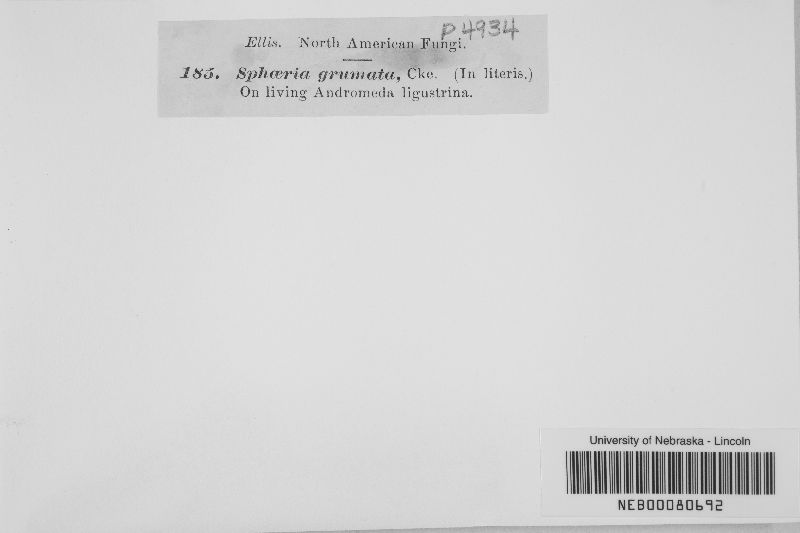 P4934
Ellis. North American Fungi.
185. Sphæria grumata, Cke. (In literis.)
On living Andromeda ligustrina.
University of Nebraska - Lincoln
NEB00080692